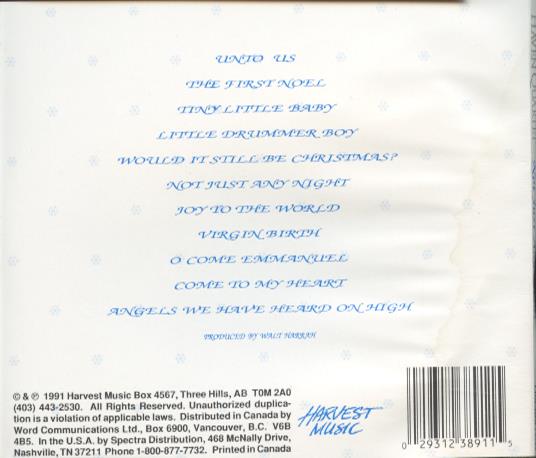 UNTO US
THE FIRST NOEL
TINY LITTLE BABY
LITTLE DRUMMER BOY
WOULD IT STILL BE CHRISTMAS?
NOT JUST ANY NIGHT
JOY TO THE WORLD
VIRGIN BIRTH
O COME EMMANUEL
COME TO MY HEART
ANGELS WE HAVE HEARD ON HIGH
PRODUCED BY WALT HARRAH
© & ℗ 1991 Harvest Music Box 4567, Three Hills, AB T0M 2A0
(403) 443-2530. All Rights Reserved. Unauthorized duplica-
tion is a violation of applicable laws. Distributed in Canada by
Word Communications Ltd., Box 6900, Vancouver, B.C. V6B
4B5. In the U.S.A. by Spectra Distribution, 468 McNally Drive,
Nashville, TN 37211 Phone 1-800-877-7732. Printed in Canada
HARVEST
MUSIC
0 29312 38911 5